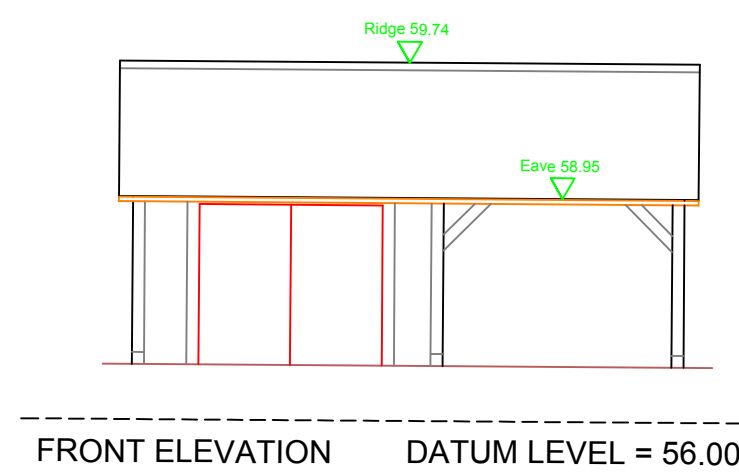 Ridge 59.74
Eave 58.95
FRONT ELEVATION DATUM LEVEL = 56.00